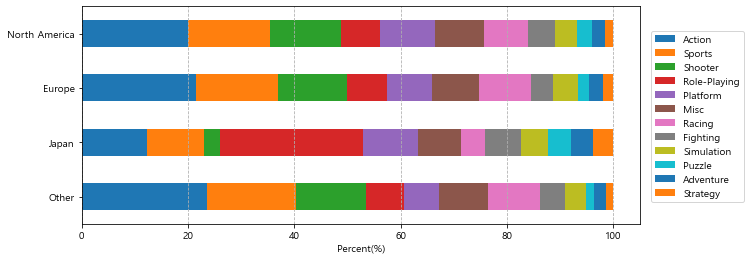 North America
Europe
Japan
Other
0 20 40 60 80 100
Percent(%)
Action
Sports
Shooter
Role-Playing
Platform
Misc
Racing
Fighting
Simulation
Puzzle
Adventure
Strategy